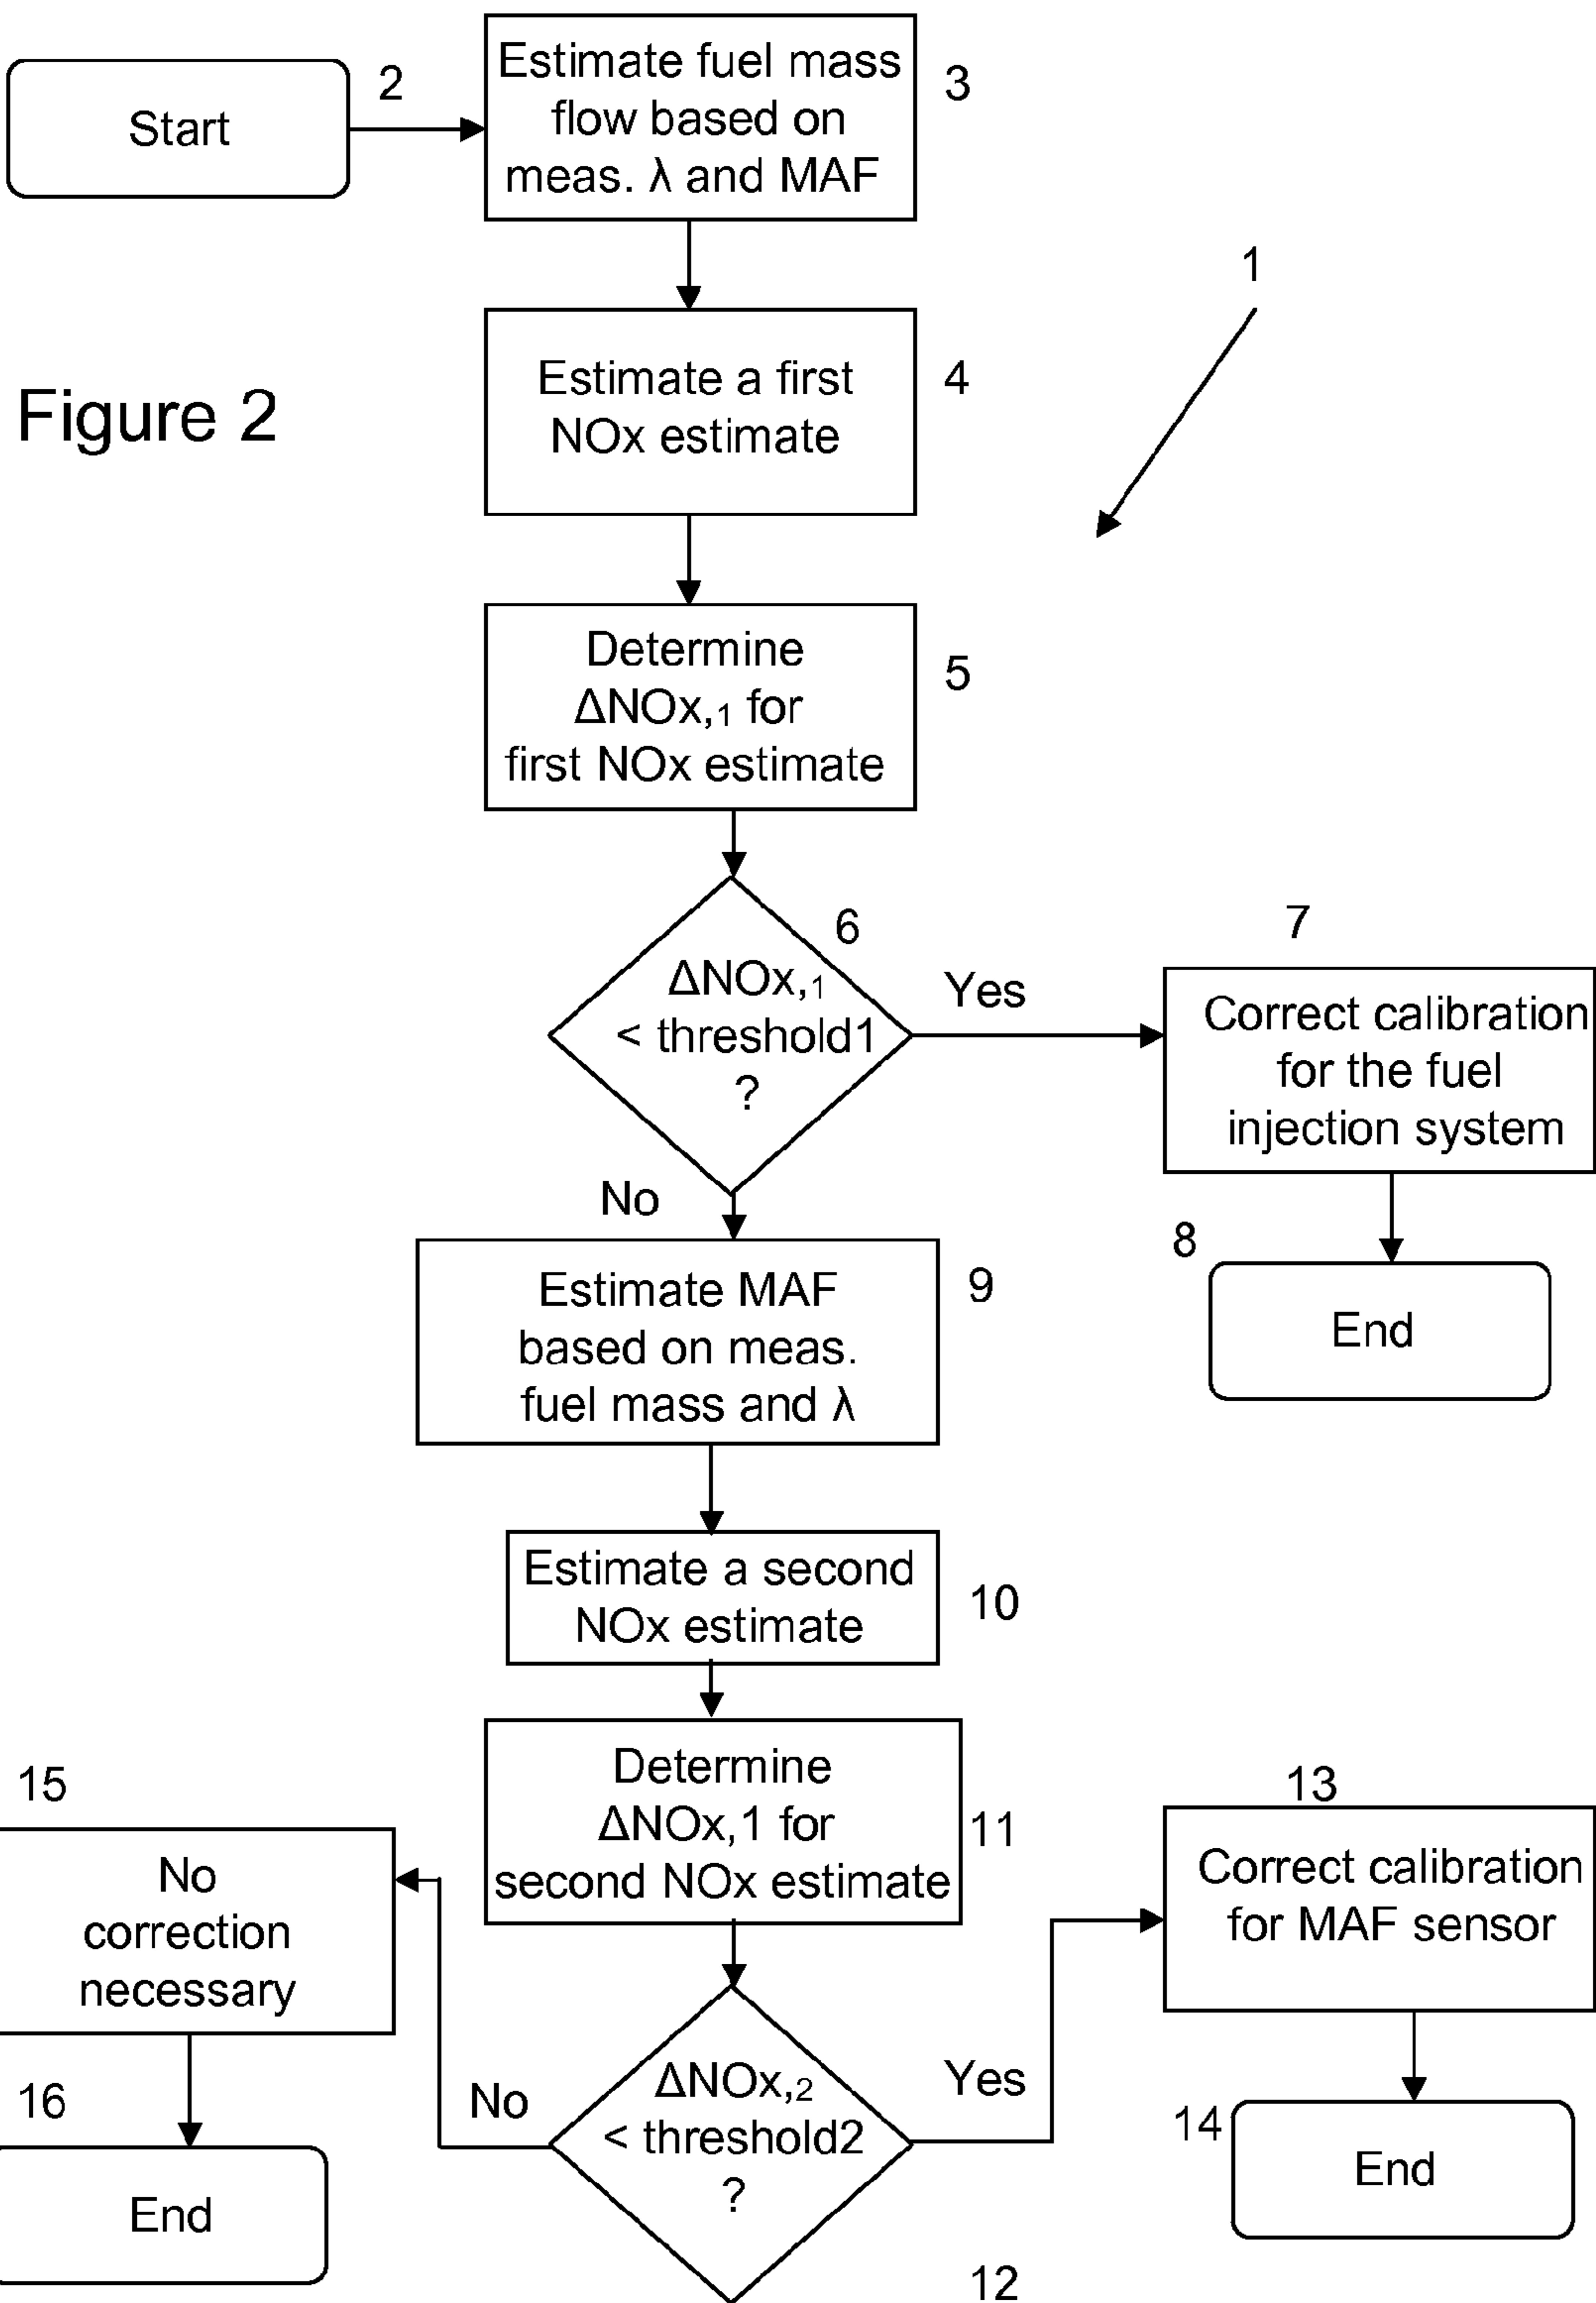 Start
2
Estimate fuel mass
flow based on
meas. λ and MAF
3
1
Figure 2
Estimate a first
NOx estimate
4
Determine
ΔNOx,₁ for
first NOx estimate
5
6
ΔNOx,₁
< threshold1
?
Yes
7
Correct calibration
for the fuel
injection system
No
8
End
Estimate MAF
based on meas.
fuel mass and λ
9
Estimate a second
NOx estimate
10
Determine
ΔNOx,1 for
second NOx estimate
11
15
No
correction
necessary
13
Correct calibration
for MAF sensor
16
End
No
ΔNOx,₂
< threshold2
?
Yes
14
End
12